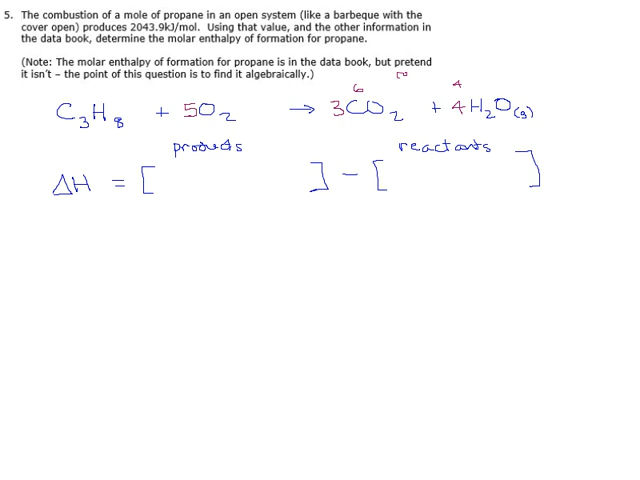 5. The combustion of a mole of propane in an open system (like a barbeque with the
cover open) produces 2043.9kJ/mol. Using that value, and the other information in
the data book, determine the molar enthalpy of formation for propane.
(Note: The molar enthalpy of formation for propane is in the data book, but pretend
it isn't – the point of this question is to find it algebraically.)
6 4
C₃H₈ + 5O₂ → 3CO₂ + 4H₂O(g)
products reactants
ΔH = [ ] - [ ]